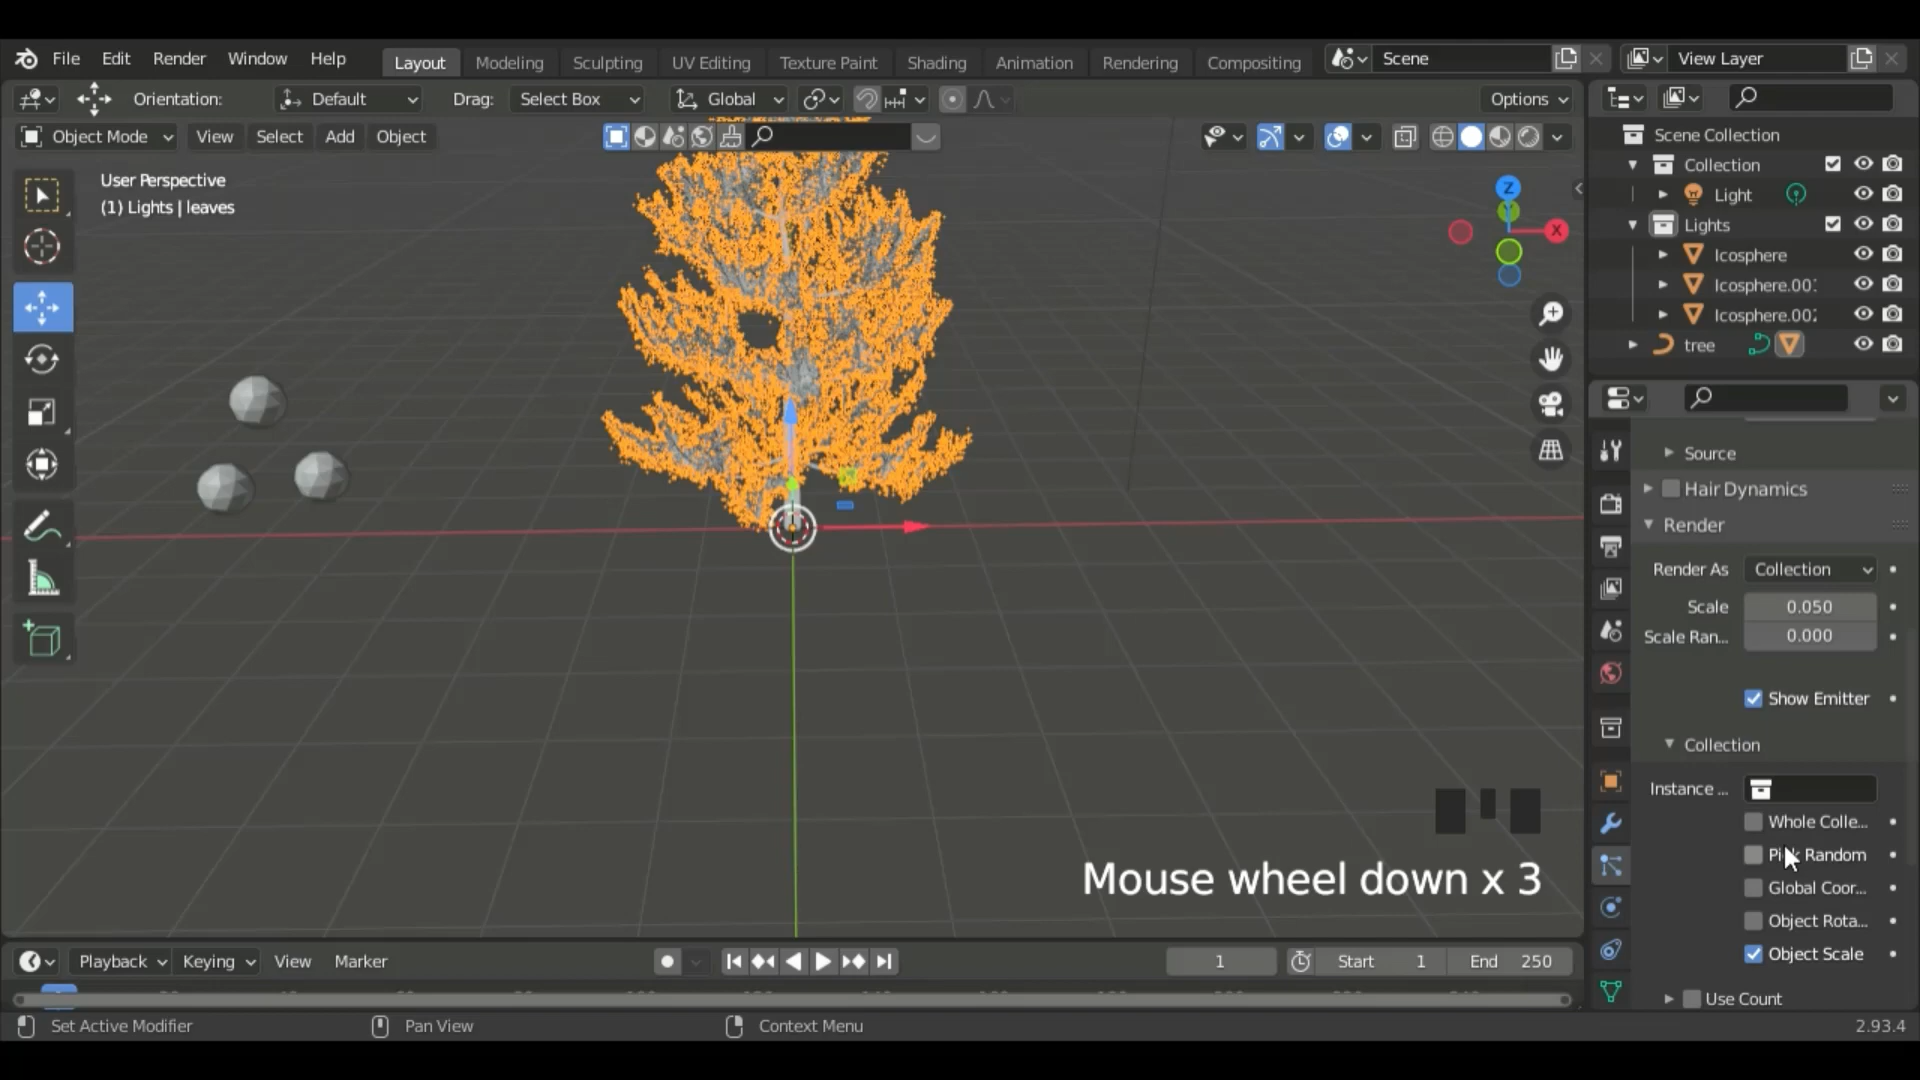 File Edit Render Window Help Layout Modeling Sculpting UV Editing Texture Paint Shading Animation Rendering Compositing Scene View Layer
Orientation: Default Drag: Select Box Global Options
Object Mode View Select Add Object
User Perspective
(1) Lights | leaves
Z
Y
X
Scene Collection
Collection
Light
Lights
Icosphere
Icosphere.00
Icosphere.00
tree
Source
Hair Dynamics
Render
Render As Collection
Scale 0.050
Scale Ran... 0.000
Show Emitter
Collection
Instance ...
Whole Colle...
Pick Random
Global Coor...
Object Rota...
Object Scale
Use Count
Mouse wheel down x 3
Playback Keying View Marker 1 Start 1 End 250
Set Active Modifier Pan View Context Menu 2.93.4